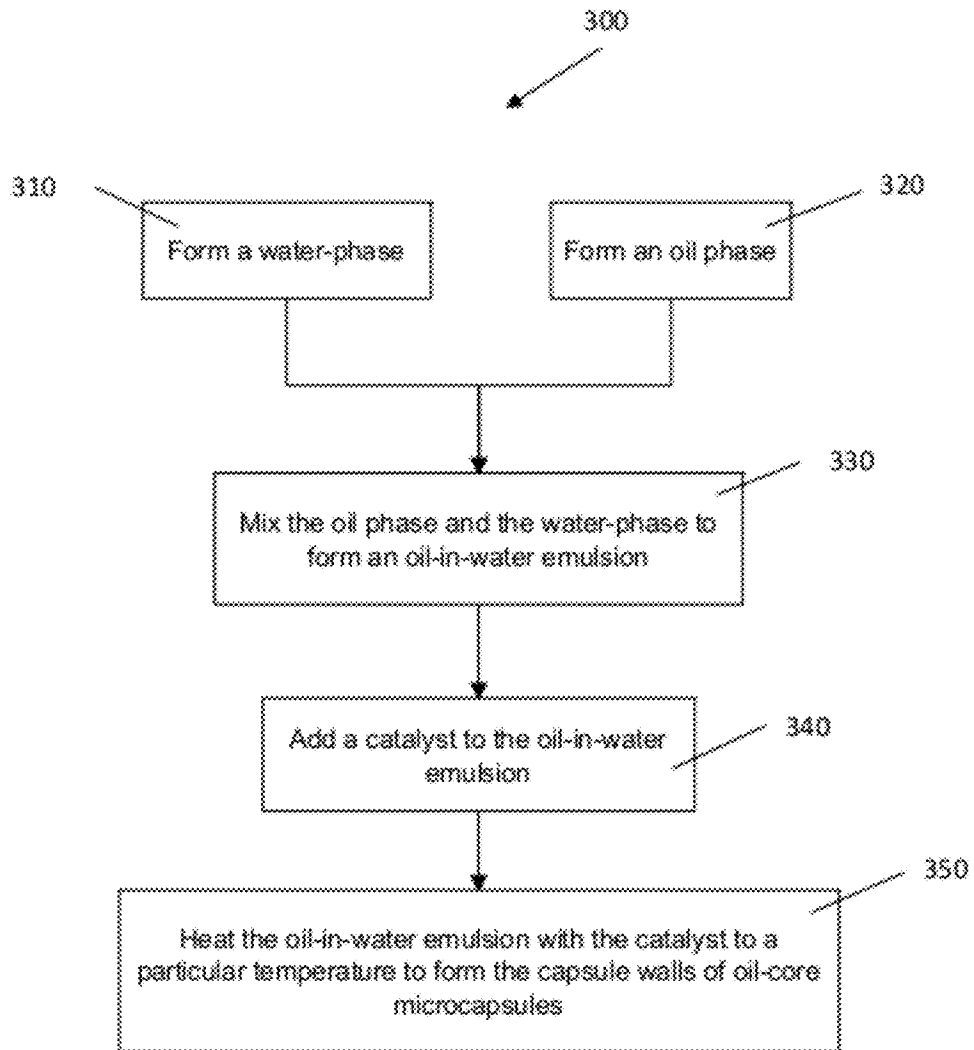 300
310
320
Form a water-phase
Form an oil phase
330
Mix the oil phase and the water-phase to
form an oil-in-water emulsion
340
Add a catalyst to the oil-in-water
emulsion
350
Heat the oil-in-water emulsion with the catalyst to a
particular temperature to form the capsule walls of oil-core
microcapsules